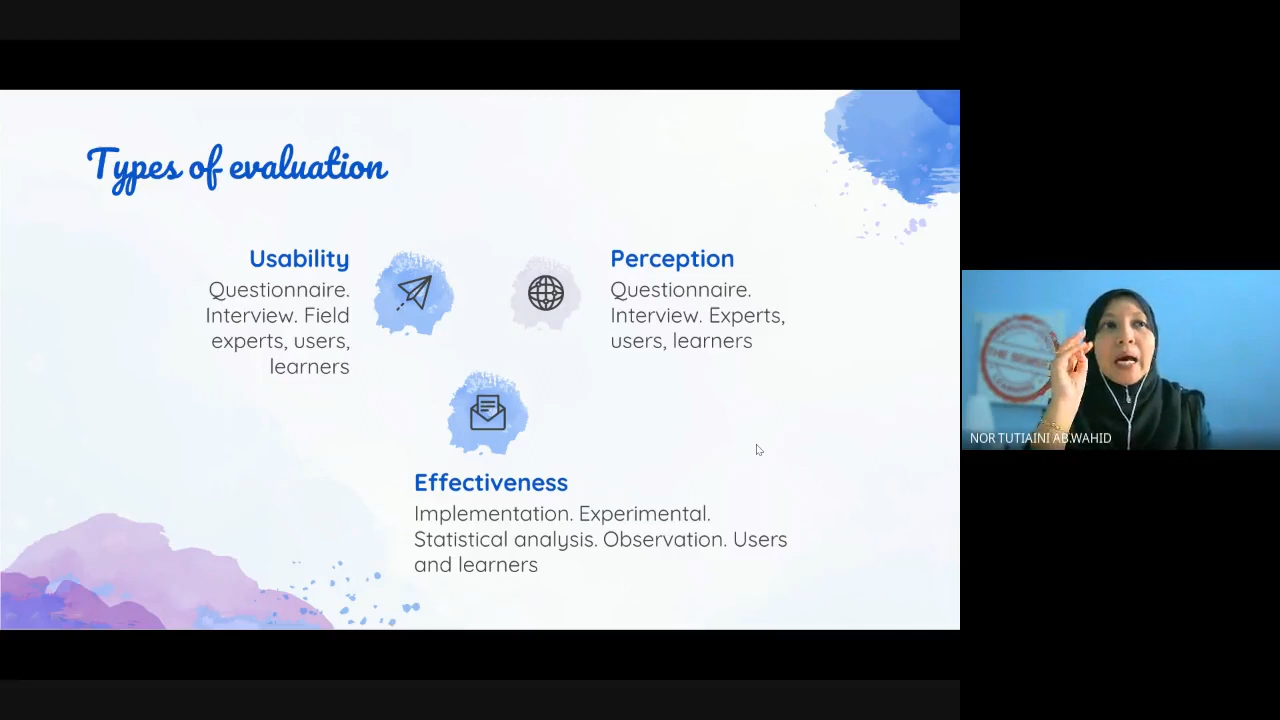 Types of evaluation
Usability
Questionnaire.
Interview. Field
experts, users,
learners
Perception
Questionnaire.
Interview. Experts,
users, learners
Effectiveness
Implementation. Experimental.
Statistical analysis. Observation. Users
and learners
NOR TUTIAINI AB.WAHID